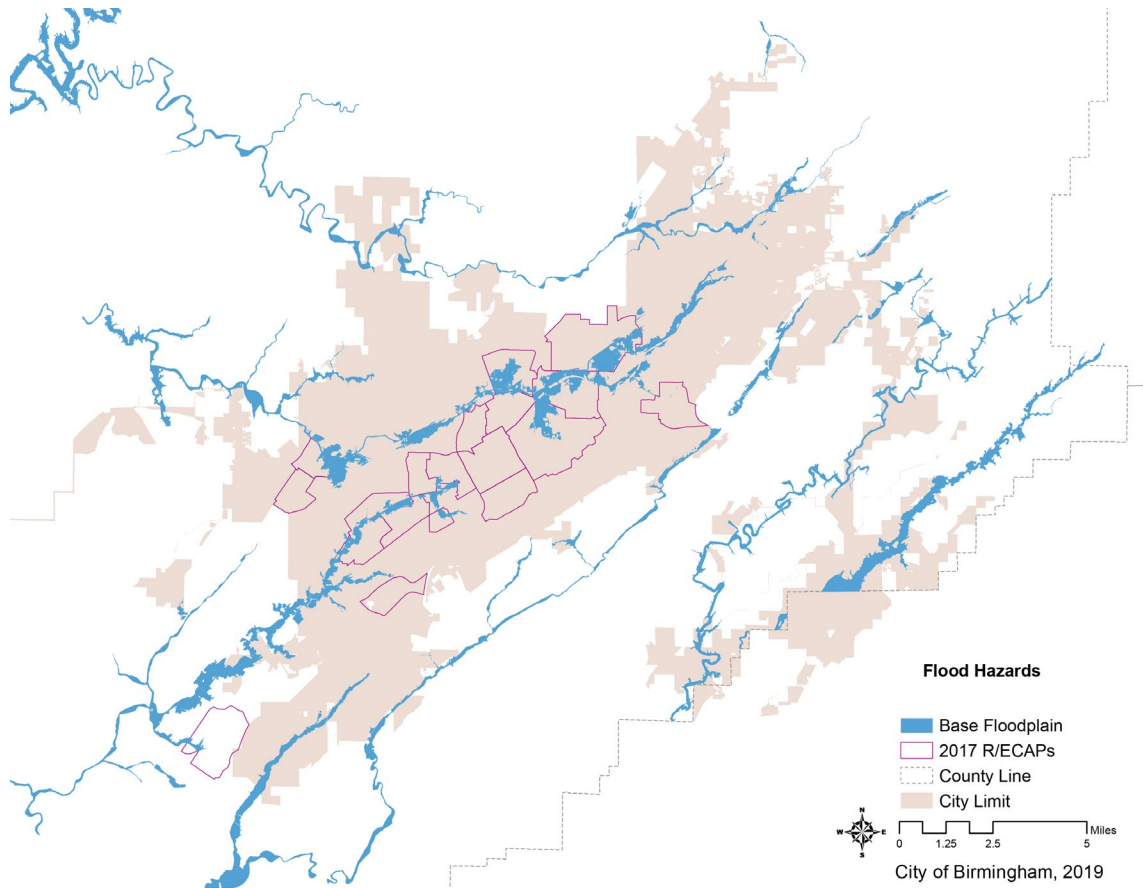 Flood Hazards
Base Floodplain
2017 R/ECAPs
County Line
City Limit
N
W E
S
Miles
0 1.25 2.5 5
City of Birmingham, 2019